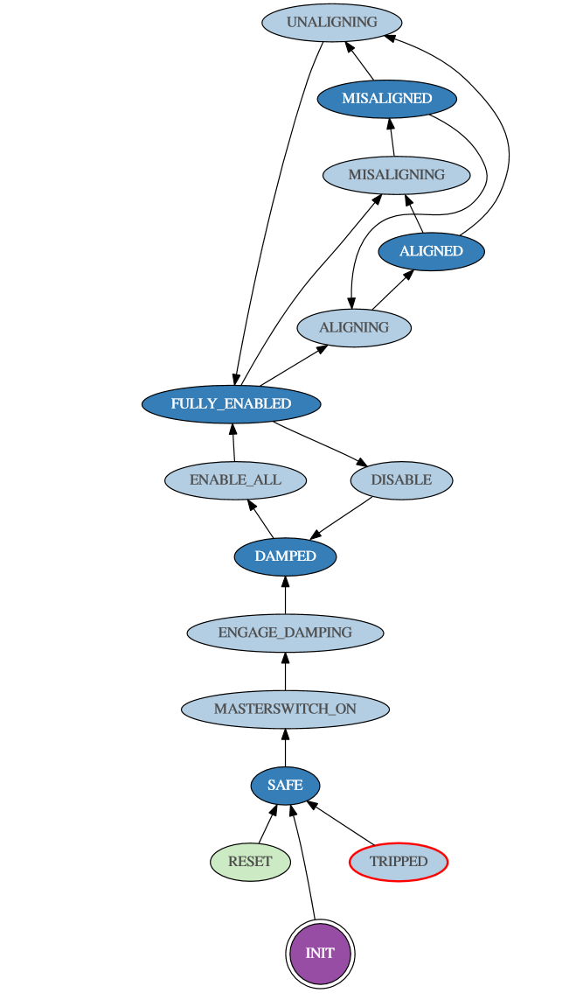 UNALIGNING
MISALIGNED
MISALIGNING
ALIGNED
ALIGNING
FULLY_ENABLED
ENABLE_ALL
DISABLE
DAMPED
ENGAGE_DAMPING
MASTERSWITCH_ON
SAFE
RESET
TRIPPED
INIT